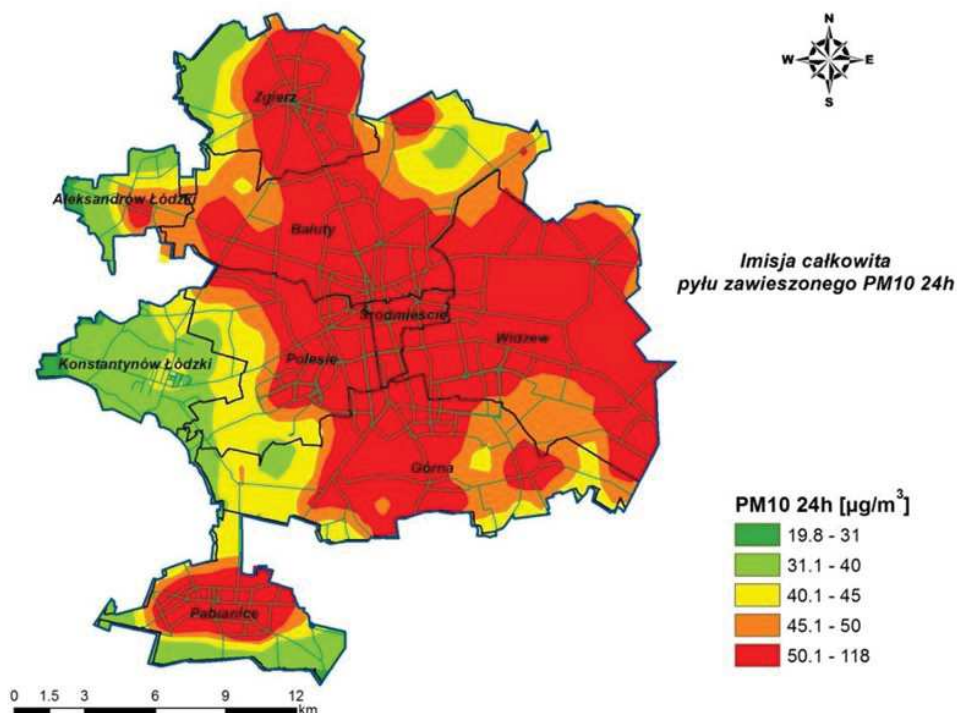 N
W E
S
Zgierz
Aleksandrów Łódzki
Bałuty
Imisja całkowita
pyłu zawieszonego PM10 24h
Śródmieście
Widzew
Polesie
Konstantynów Łódzki
Górna
PM10 24h [µg/m³]
19.8 - 31
31.1 - 40
40.1 - 45
45.1 - 50
50.1 - 118
Pabianice
0 1.5 3 6 9 12
km